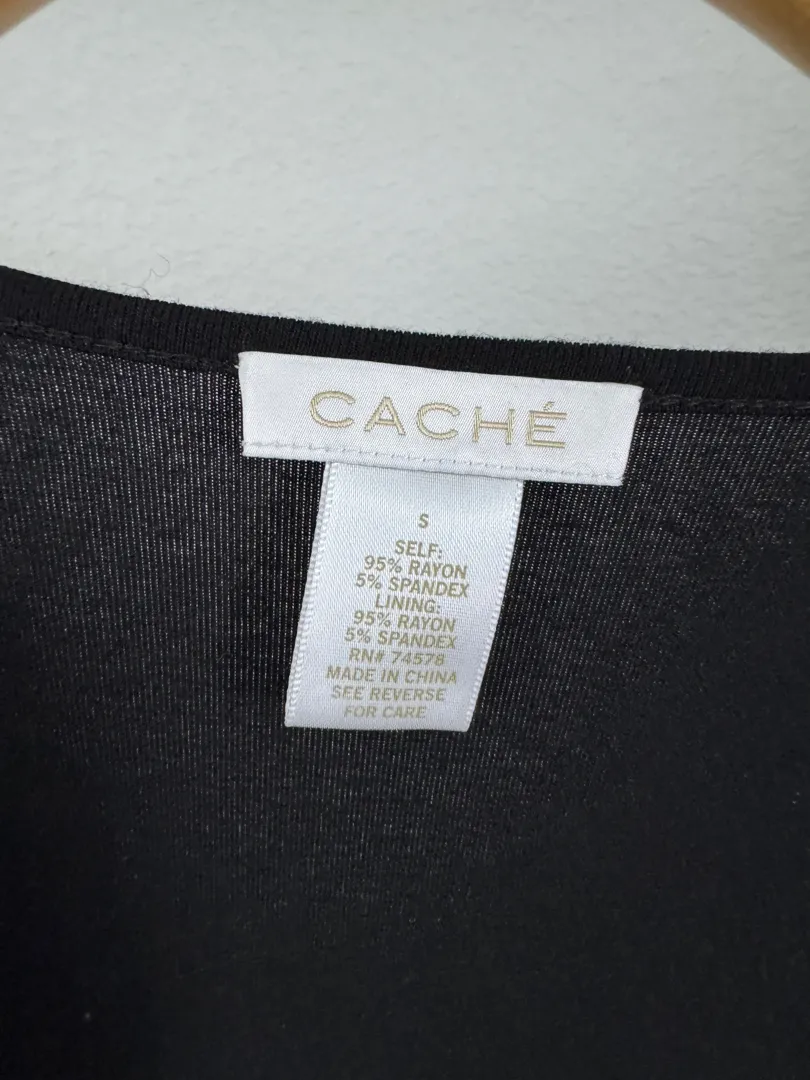 CACHÉ
S
SELF:
95% RAYON
5% SPANDEX
LINING:
95% RAYON
5% SPANDEX
RN# 74578
MADE IN CHINA
SEE REVERSE
FOR CARE